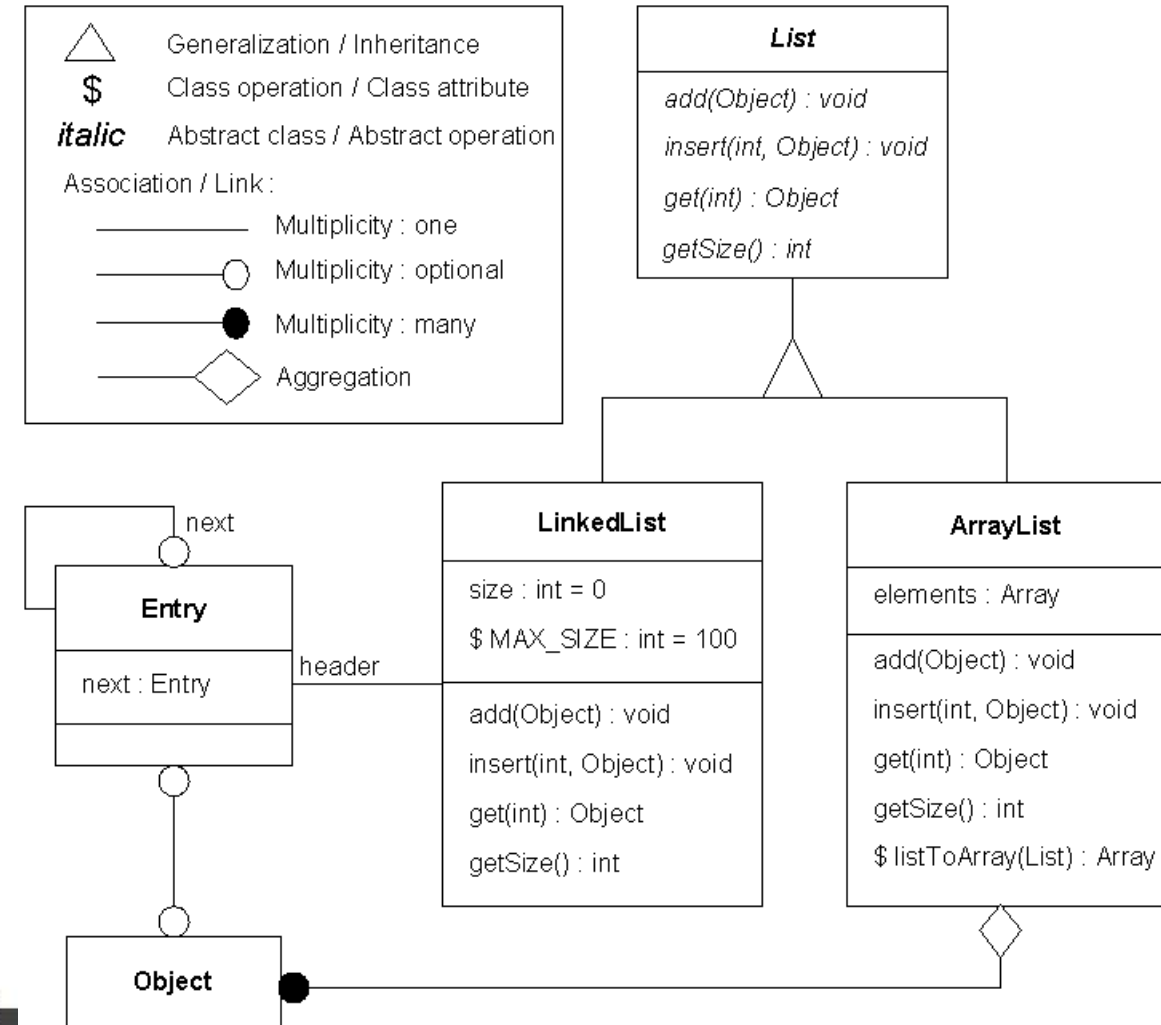 Generalization / Inheritance
$ Class operation / Class attribute
italic Abstract class / Abstract operation
Association / Link :
Multiplicity : one
Multiplicity : optional
Multiplicity : many
Aggregation
List
add(Object) : void
insert(int, Object) : void
get(int) : Object
getSize() : int
next
Entry
next : Entry
header
LinkedList
size : int = 0
$ MAX_SIZE : int = 100
add(Object) : void
insert(int, Object) : void
get(int) : Object
getSize() : int
ArrayList
elements : Array
add(Object) : void
insert(int, Object) : void
get(int) : Object
getSize() : int
$ listToArray(List) : Array
Object